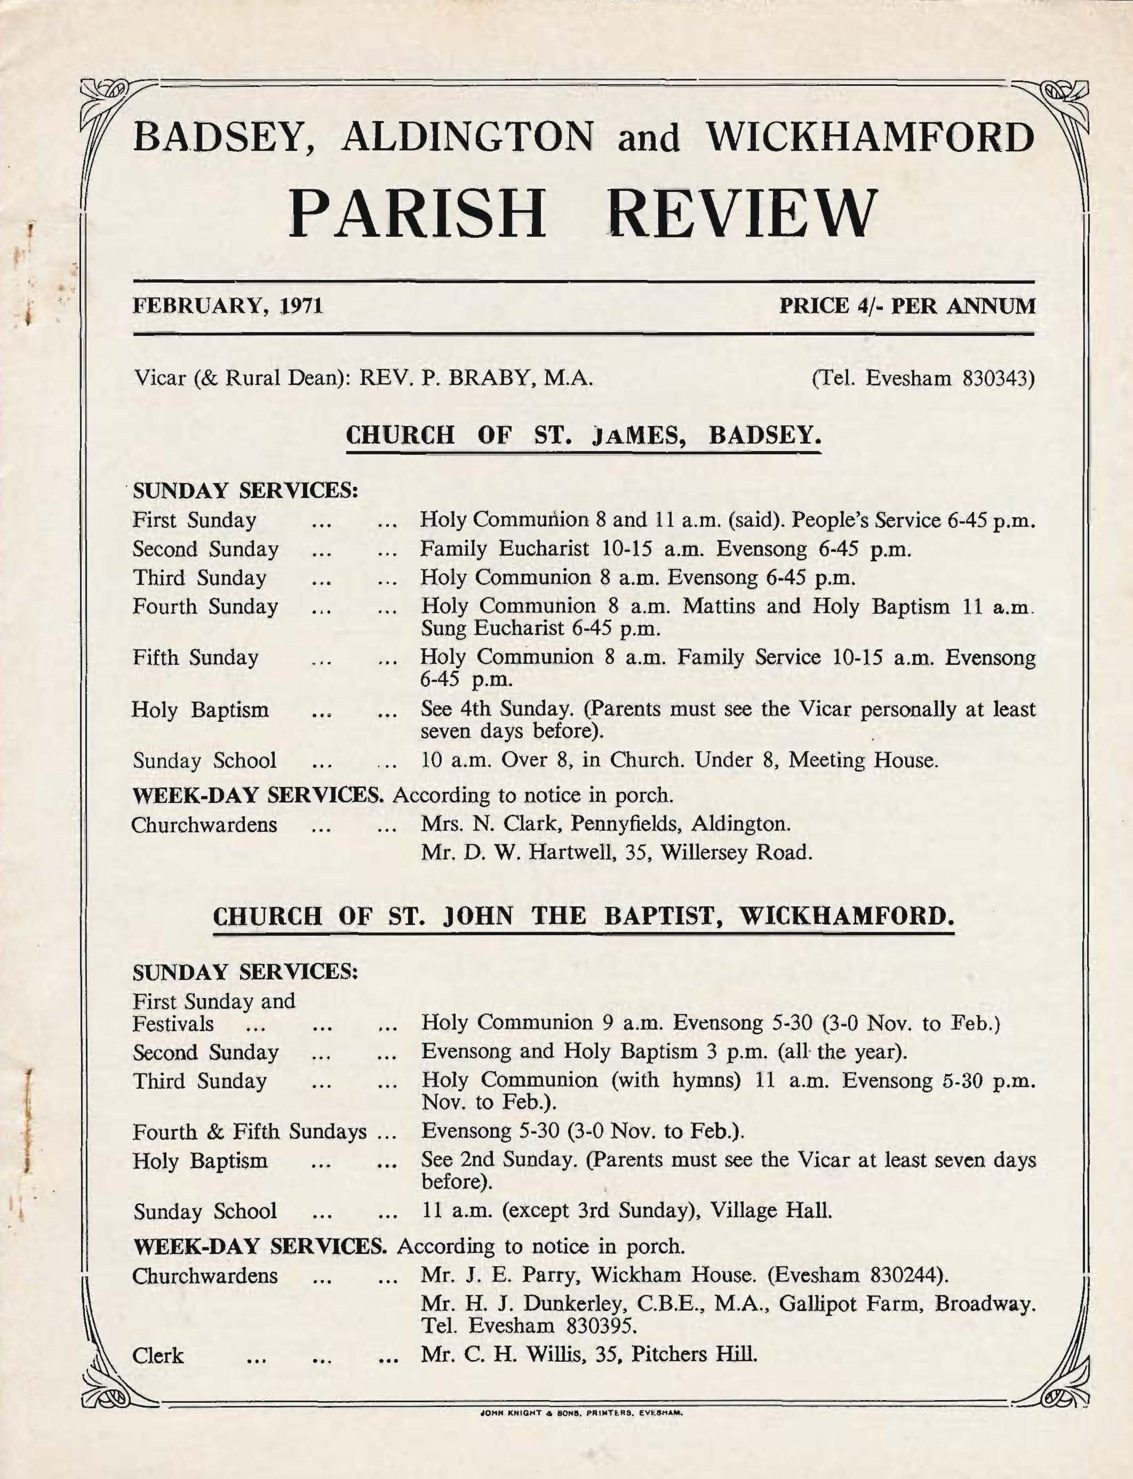 BADSEY, ALDINGTON and WICKHAMFORD
PARISH REVIEW
FEBRUARY, 1971 PRICE 4/- PER ANNUM
Vicar (& Rural Dean): REV. P. BRABY, M.A. (Tel. Evesham 830343)
CHURCH OF ST. JAMES, BADSEY.
SUNDAY SERVICES:
First Sunday ... ... Holy Communion 8 and 11 a.m. (said). People's Service 6-45 p.m.
Second Sunday ... ... Family Eucharist 10-15 a.m. Evensong 6-45 p.m.
Third Sunday ... ... Holy Communion 8 a.m. Evensong 6-45 p.m.
Fourth Sunday ... ... Holy Communion 8 a.m. Mattins and Holy Baptism 11 a.m.
Sung Eucharist 6-45 p.m.
Fifth Sunday ... ... Holy Communion 8 a.m. Family Service 10-15 a.m. Evensong
6-45 p.m.
Holy Baptism ... ... See 4th Sunday. (Parents must see the Vicar personally at least
seven days before).
Sunday School ... ... 10 a.m. Over 8, in Church. Under 8, Meeting House.
WEEK-DAY SERVICES. According to notice in porch.
Churchwardens ... ... Mrs. N. Clark, Pennyfields, Aldington.
Mr. D. W. Hartwell, 35, Willersey Road.
CHURCH OF ST. JOHN THE BAPTIST, WICKHAMFORD.
SUNDAY SERVICES:
First Sunday and
Festivals ... ... ... Holy Communion 9 a.m. Evensong 5-30 (3-0 Nov. to Feb.)
Second Sunday ... ... Evensong and Holy Baptism 3 p.m. (all the year).
Third Sunday ... ... Holy Communion (with hymns) 11 a.m. Evensong 5-30 p.m.
Nov. to Feb.).
Fourth & Fifth Sundays ... Evensong 5-30 (3-0 Nov. to Feb.).
Holy Baptism ... ... See 2nd Sunday. (Parents must see the Vicar at least seven days
before).
Sunday School ... ... 11 a.m. (except 3rd Sunday), Village Hall.
WEEK-DAY SERVICES. According to notice in porch.
Churchwardens ... ... Mr. J. E. Parry, Wickham House. (Evesham 830244).
Mr. H. J. Dunkerley, C.B.E., M.A., Gallipot Farm, Broadway.
Tel. Evesham 830395.
Clerk ... ... ... Mr. C. H. Willis, 35, Pitchers Hill.
JOHN KNIGHT & SONS, PRINTERS, EVESHAM.